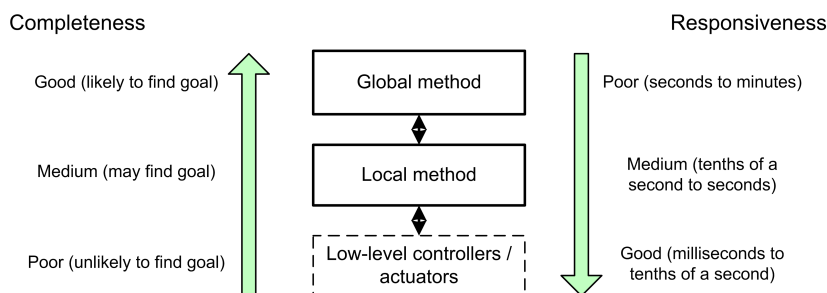 Completeness
Responsiveness
Good (likely to find goal)
Global method
Poor (seconds to minutes)
Medium (may find goal)
Local method
Medium (tenths of a
second to seconds)
Poor (unlikely to find goal)
Low-level controllers /
actuators
Good (milliseconds to
tenths of a second)